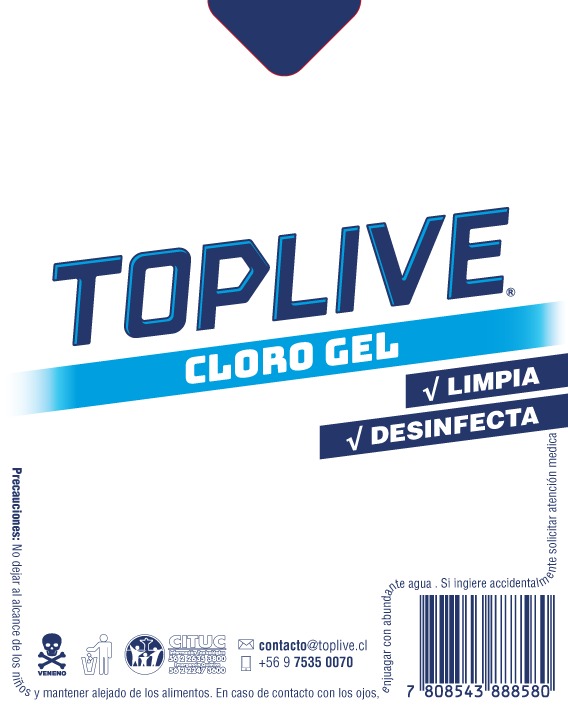 TOPLIVE®
CLORO GEL
√ LIMPIA
√ DESINFECTA
Precauciones: No dejar al alcance de los niños y mantener alejado de los alimentos. En caso de contacto con los ojos, enjuagar con abundante agua . Si ingiere accidentalmente solicitar atención medica
VENENO
CITUC
contacto@toplive.cl
+56 9 7535 0070
7 808543 888580